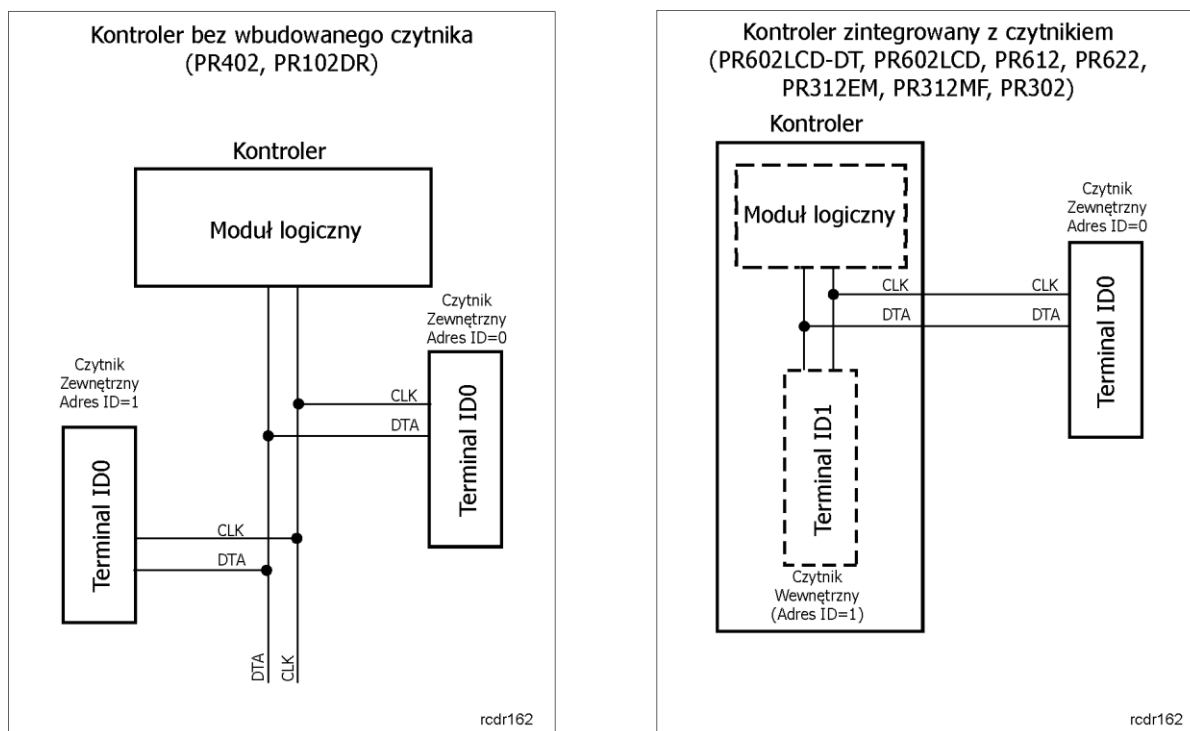 Kontroler bez wbudowanego czytnika
(PR402, PR102DR)
Kontroler
Moduł logiczny
Czytnik
Zewnętrzny
Adres ID=0
Terminal ID0
CLK
DTA
Czytnik
Zewnętrzny
Adres ID=1
Terminal ID0
CLK
DTA
DTA
CLK
rcdr162
Kontroler zintegrowany z czytnikiem
(PR602LCD-DT, PR602LCD, PR612, PR622,
PR312EM, PR312MF, PR302)
Kontroler
Moduł logiczny
Czytnik
Zewnętrzny
Adres ID=0
Terminal ID0
CLK
CLK
DTA
DTA
Terminal ID1
Czytnik
Wewnętrzny
(Adres ID=1)
rcdr162